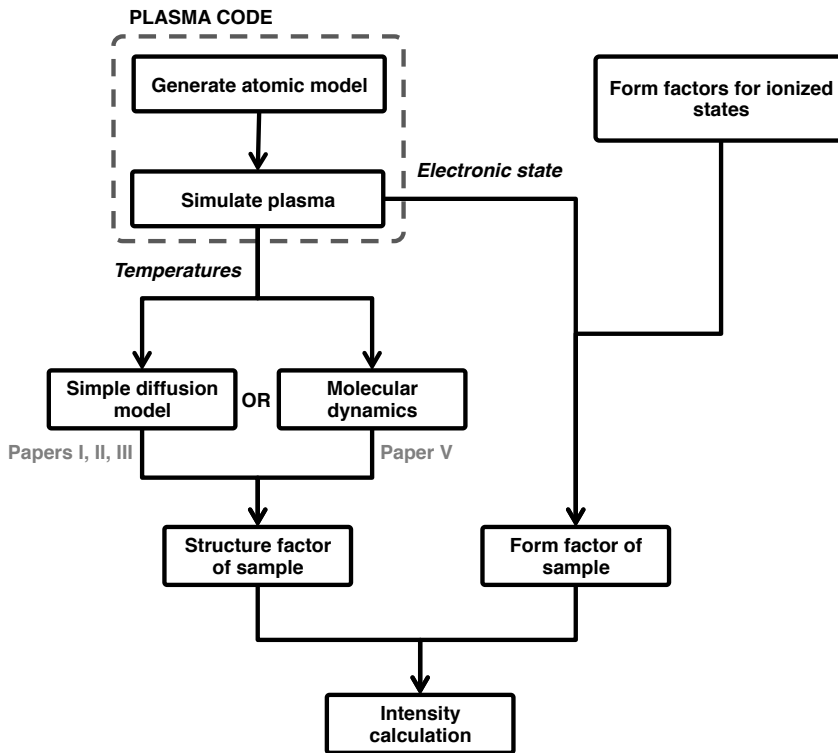 PLASMA CODE
Generate atomic model
Form factors for ionized
states
Electronic state
Simulate plasma
Temperatures
Simple diffusion
model
OR
Molecular
dynamics
Papers I, II, III
Paper V
Structure factor
of sample
Form factor of
sample
Intensity
calculation